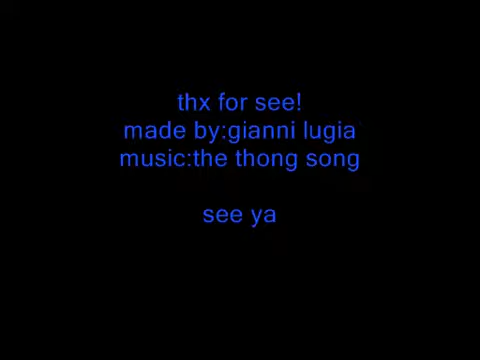 thx for see!
made by:gianni lugia
music:the thong song
see ya